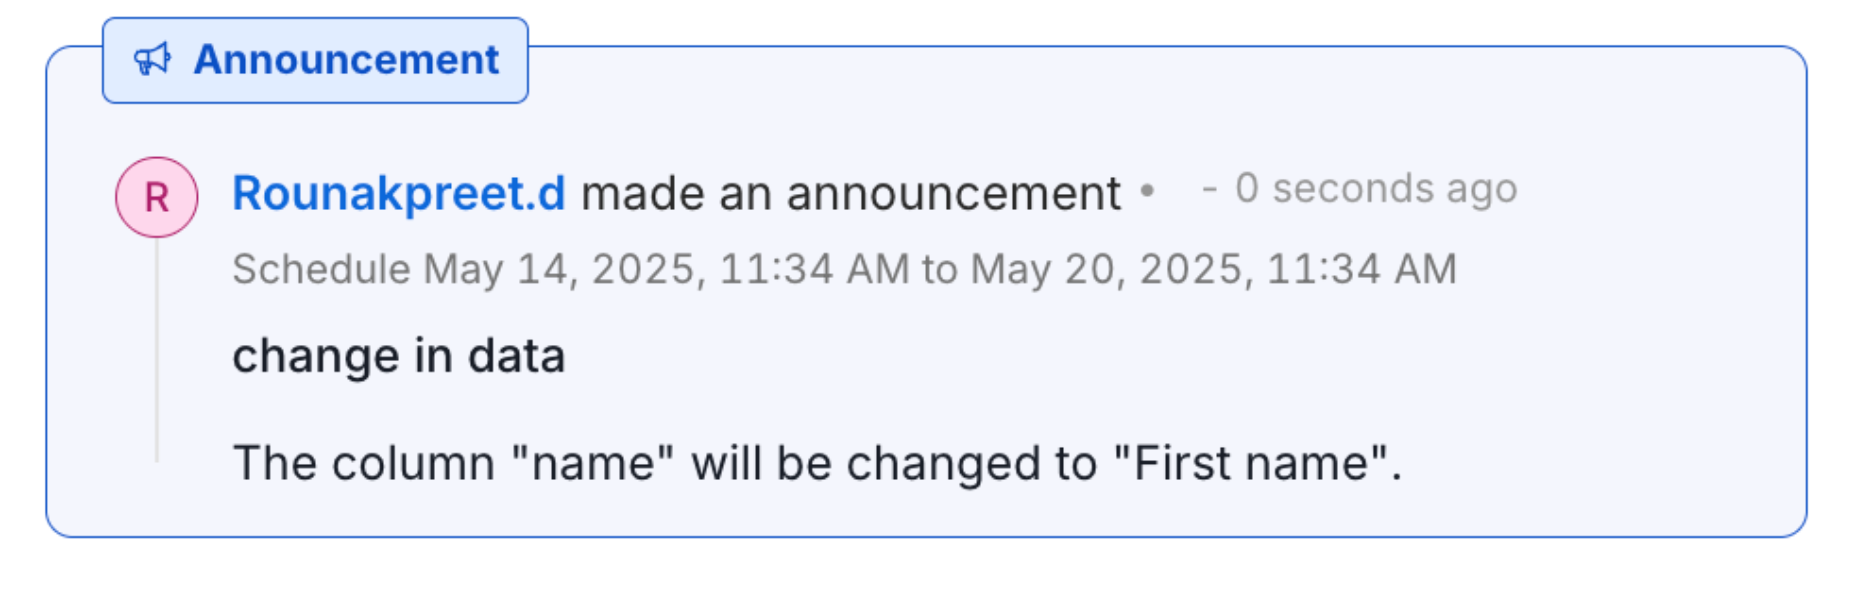 Announcement
R
Rounakpreet.d made an announcement • - 0 seconds ago
Schedule May 14, 2025, 11:34 AM to May 20, 2025, 11:34 AM
change in data
The column "name" will be changed to "First name".